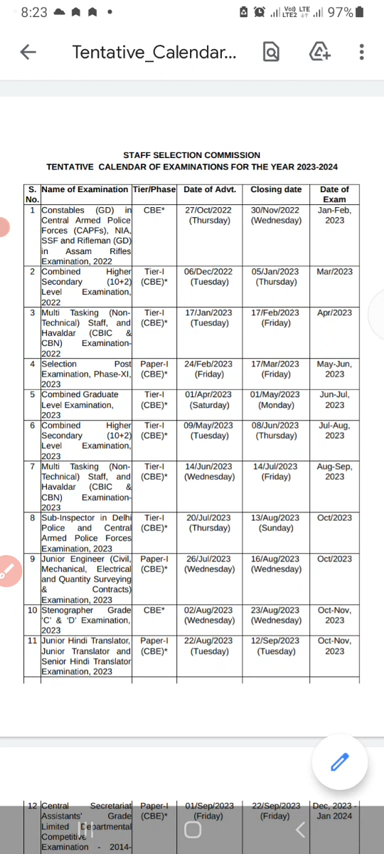 8:23
Vo) LTE
LTE2
97%
Tentative_Calendar...
STAFF SELECTION COMMISSION
TENTATIVE CALENDAR OF EXAMINATIONS FOR THE YEAR 2023-2024
S. No. Name of Examination Tier/Phase Date of Advt. Closing date Date of Exam
1 Constables (GD) in CBE* 27/Oct/2022 30/Nov/2022 Jan-Feb,
Central Armed Police (Thursday) (Wednesday) 2023
Forces (CAPFs), NIA,
SSF and Rifleman (GD)
in Assam Rifles
Examination, 2022
2 Combined Higher Tier-I 06/Dec/2022 05/Jan/2023 Mar/2023
Secondary (10+2) (CBE)* (Tuesday) (Thursday)
Level Examination,
2022
3 Multi Tasking (Non- Tier-I 17/Jan/2023 17/Feb/2023 Apr/2023
Technical) Staff, and (CBE)* (Tuesday) (Friday)
Havaldar (CBIC &
CBN) Examination-
2022
4 Selection Post Paper-I 24/Feb/2023 17/Mar/2023 May-Jun,
Examination, Phase-XI, (CBE)* (Friday) (Friday) 2023
2023
5 Combined Graduate Tier-I 01/Apr/2023 01/May/2023 Jun-Jul,
Level Examination, (CBE)* (Saturday) (Monday) 2023
2023
6 Combined Higher Tier-I 09/May/2023 08/Jun/2023 Jul-Aug,
Secondary (10+2) (CBE)* (Tuesday) (Thursday) 2023
Level Examination,
2023
7 Multi Tasking (Non- Tier-I 14/Jun/2023 14/Jul/2023 Aug-Sep,
Technical) Staff, and (CBE)* (Wednesday) (Friday) 2023
Havaldar (CBIC &
CBN) Examination-
2023
8 Sub-Inspector in Delhi Tier-I 20/Jul/2023 13/Aug/2023 Oct/2023
Police and Central (CBE)* (Thursday) (Sunday)
Armed Police Forces
Examination, 2023
9 Junior Engineer (Civil, Paper-I 26/Jul/2023 16/Aug/2023 Oct/2023
Mechanical, Electrical (CBE)* (Wednesday) (Wednesday)
and Quantity Surveying
& Contracts)
Examination, 2023
10 Stenographer Grade CBE* 02/Aug/2023 23/Aug/2023 Oct-Nov,
'C' & 'D' Examination, (Wednesday) (Wednesday) 2023
2023
11 Junior Hindi Translator, Paper-I 22/Aug/2023 12/Sep/2023 Oct-Nov,
Junior Translator and (CBE)* (Tuesday) (Tuesday) 2023
Senior Hindi Translator
Examination, 2023
12 Central Secretariat Paper-I 01/Sep/2023 22/Sep/2023 Dec, 2023 -
Assistants' Grade (CBE)* (Friday) (Friday) Jan 2024
Limited Departmental
Competitive
Examination - 2014-